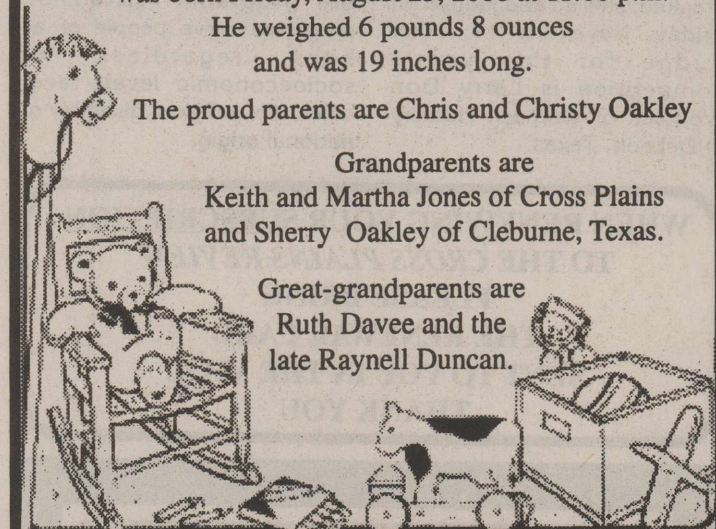 He weighed 6 pounds 8 ounces
and was 19 inches long.
The proud parents are Chris and Christy Oakley
Grandparents are
Keith and Martha Jones of Cross Plains
and Sherry Oakley of Cleburne, Texas.
Great-grandparents are
Ruth Davee and the
late Raynell Duncan.